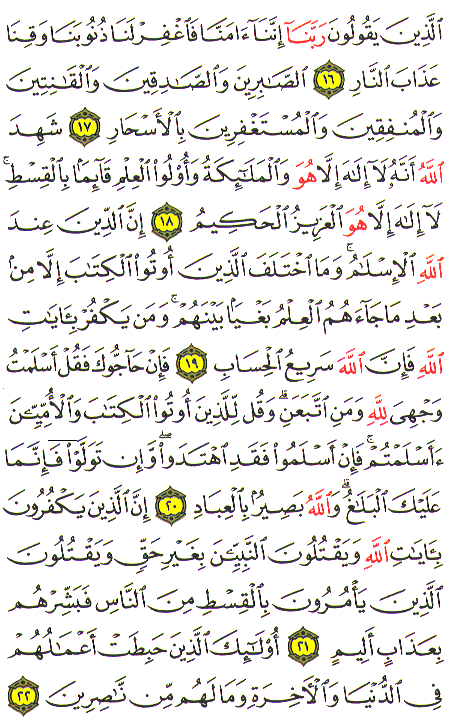 ٱلَّذِينَ يَقُولُونَ رَبَّنَآ إِنَّنَآ ءَامَنَّا فَٱغْفِرْ لَنَا ذُنُوبَنَا وَقِنَا
عَذَابَ ٱلنَّارِ ١٦ ٱلصَّـٰبِرِينَ وَٱلصَّـٰدِقِينَ وَٱلْقَـٰنِتِينَ
وَٱلْمُنفِقِينَ وَٱلْمُسْتَغْفِرِينَ بِٱلْأَسْحَارِ ١٧ شَهِدَ
ٱللَّهُ أَنَّهُۥ لَآ إِلَـٰهَ إِلَّا هُوَ وَٱلْمَلَـٰٓئِكَةُ وَأُو۟لُوا۟ ٱلْعِلْمِ قَآئِمًۢا بِٱلْقِسْطِ ۚ
لَآ إِلَـٰهَ إِلَّا هُوَ ٱلْعَزِيزُ ٱلْحَكِيمُ ١٨ إِنَّ ٱلدِّينَ عِندَ
ٱللَّهِ ٱلْإِسْلَـٰمُ ۗ وَمَا ٱخْتَلَفَ ٱلَّذِينَ أُوتُوا۟ ٱلْكِتَـٰبَ إِلَّا مِنۢ
بَعْدِ مَا جَآءَهُمُ ٱلْعِلْمُ بَغْيًۢا بَيْنَهُمْ ۗ وَمَن يَكْفُرْ بِـَٔايَـٰتِ
ٱللَّهِ فَإِنَّ ٱللَّهَ سَرِيعُ ٱلْحِسَابِ ١٩ فَإِنْ حَآجُّوكَ فَقُلْ أَسْلَمْتُ
وَجْهِىَ لِلَّهِ وَمَنِ ٱتَّبَعَنِ ۗ وَقُل لِّلَّذِينَ أُوتُوا۟ ٱلْكِتَـٰبَ وَٱلْأُمِّيِّـۧنَ
ءَأَسْلَمْتُمْ ۚ فَإِنْ أَسْلَمُوا۟ فَقَدِ ٱهْتَدَوا۟ ۖ وَّإِن تَوَلَّوْا۟ فَإِنَّمَا
عَلَيْكَ ٱلْبَلَـٰغُ ۗ وَٱللَّهُ بَصِيرٌۢ بِٱلْعِبَادِ ٢٠ إِنَّ ٱلَّذِينَ يَكْفُرُونَ
بِـَٔايَـٰتِ ٱللَّهِ وَيَقْتُلُونَ ٱلنَّبِيِّـۧنَ بِغَيْرِ حَقٍّ وَيَقْتُلُونَ
ٱلَّذِينَ يَأْمُرُونَ بِٱلْقِسْطِ مِنَ ٱلنَّاسِ فَبَشِّرْهُم
بِعَذَابٍ أَلِيمٍ ٢١ أُو۟لَـٰٓئِكَ ٱلَّذِينَ حَبِطَتْ أَعْمَـٰلُهُمْ
فِى ٱلدُّنْيَا وَٱلْـَٔاخِرَةِ وَمَا لَهُم مِّن نَّـٰصِرِينَ ٢٢